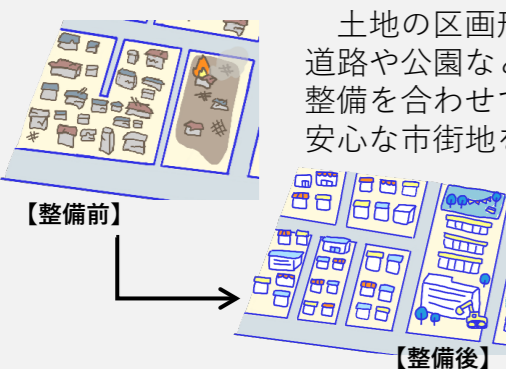 土地の区画形
道路や公園など
整備を合わせて
安心な市街地を
【整備前】
【整備後】